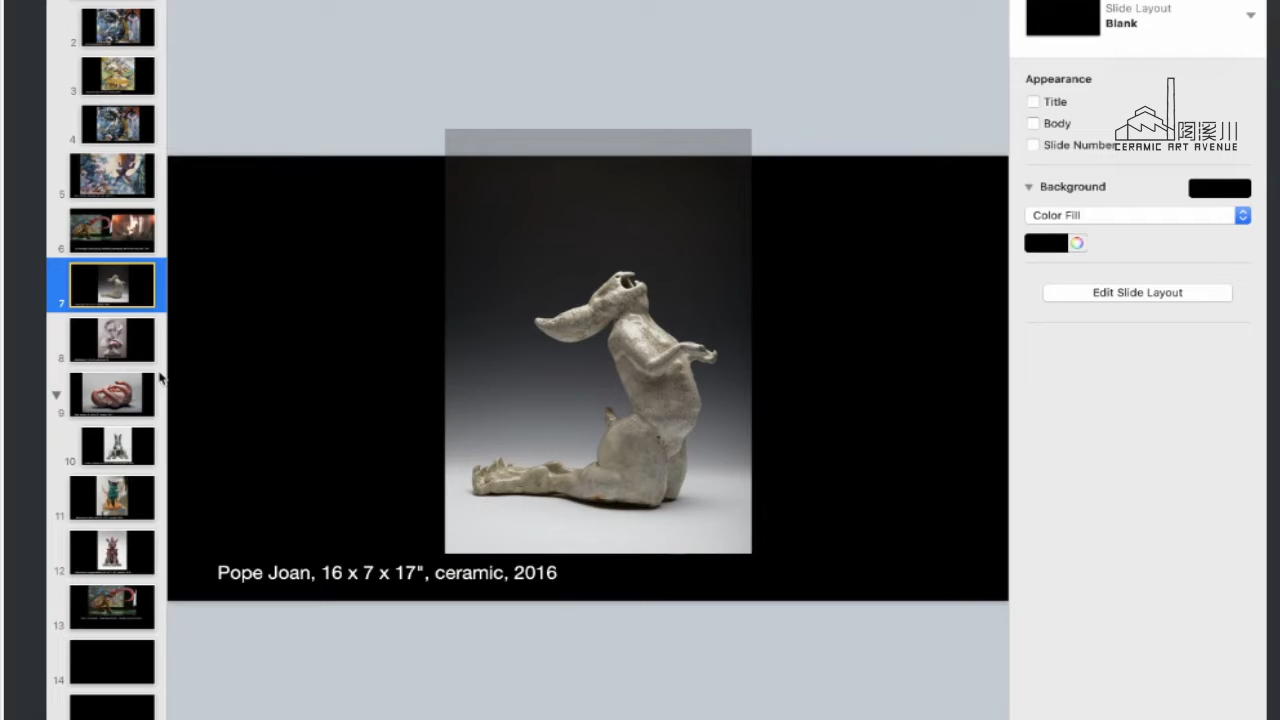 2
3
4
5
6
7
8
9
10
11
12
13
14
Pope Joan, 16 x 7 x 17", ceramic, 2016
Slide Layout
Blank
Appearance
Title
Body
Slide Number
陶溪川
CERAMIC ART AVENUE
Background
Color Fill
Edit Slide Layout